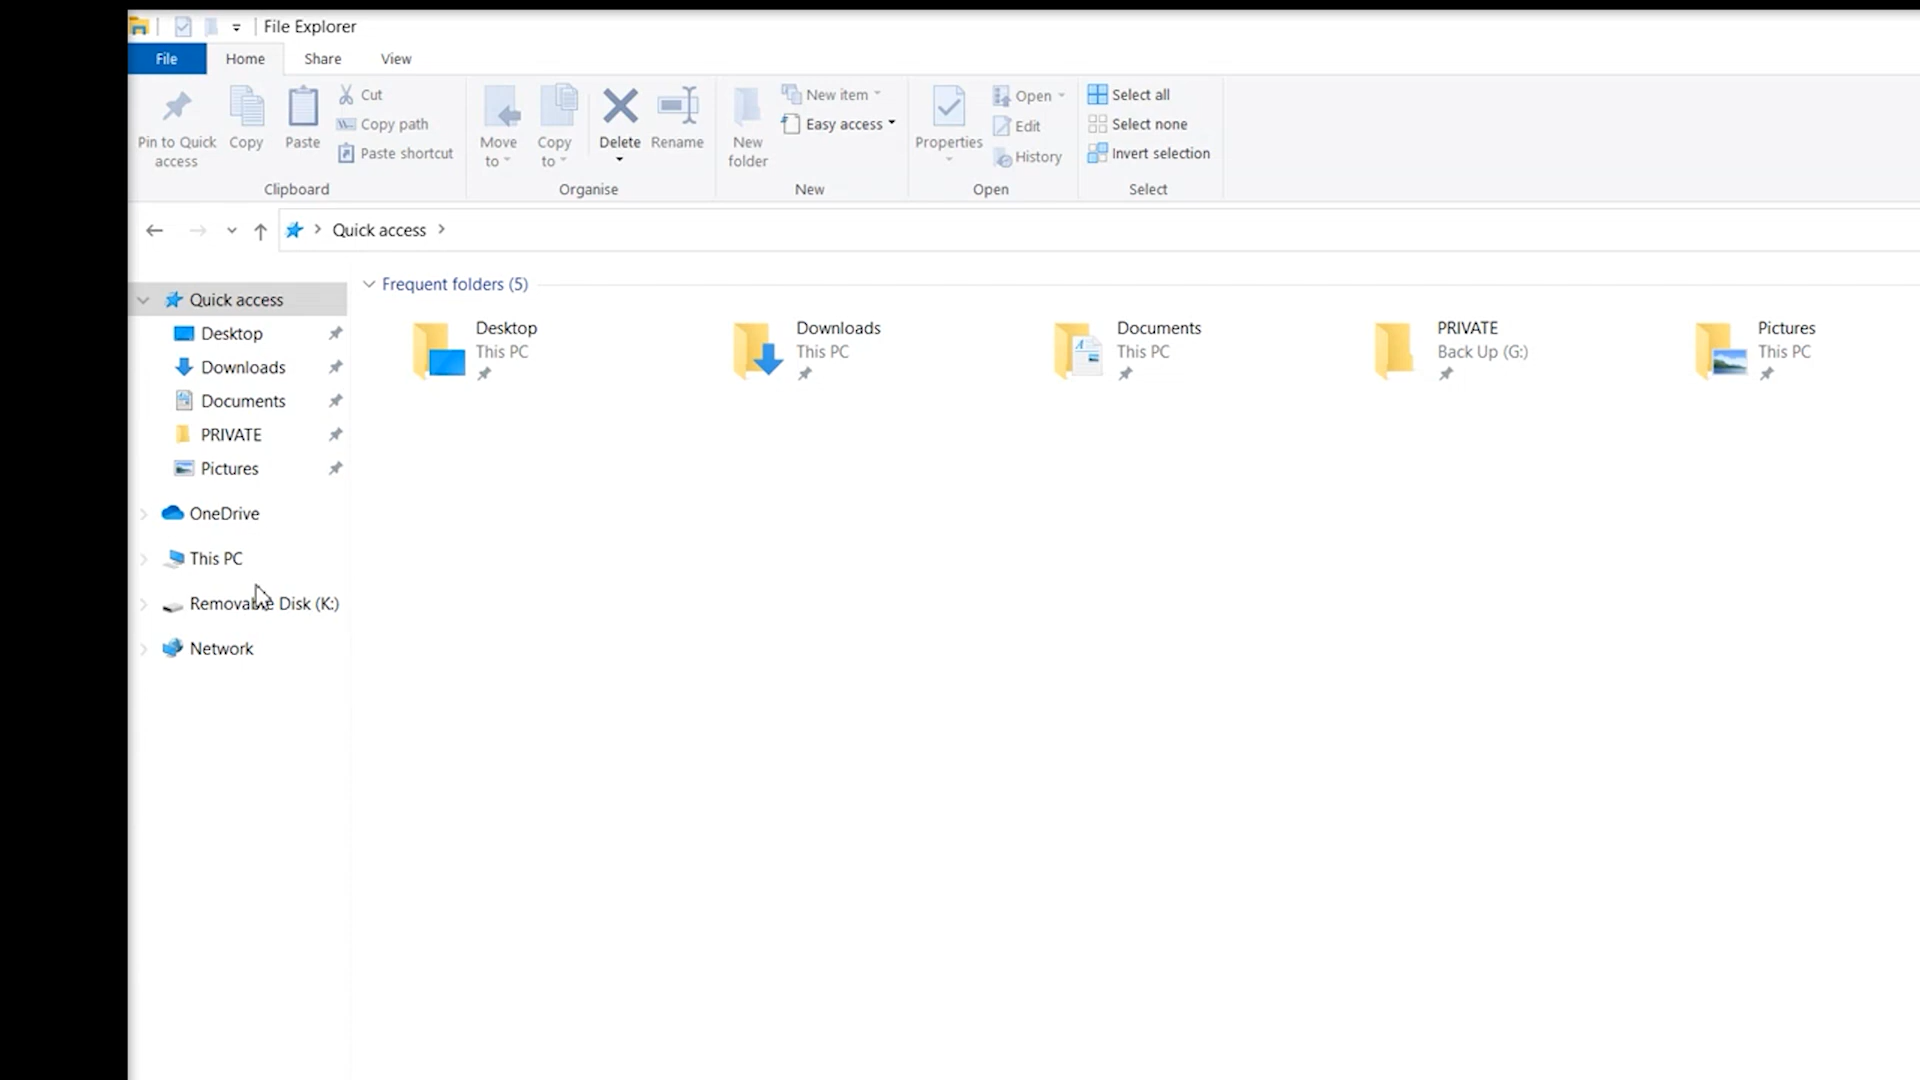 File Explorer
File Home Share View
Pin to Quick access
Copy
Paste
Cut
Copy path
Paste shortcut
Clipboard
Move to
Copy to
Delete
Rename
Organise
New folder
New item
Easy access
New
Properties
Open
Edit
History
Open
Select all
Select none
Invert selection
Select
Quick access
Quick access
Desktop
Downloads
Documents
PRIVATE
Pictures
OneDrive
This PC
Removable Disk (K:)
Network
Frequent folders (5)
Desktop
This PC
Downloads
This PC
Documents
This PC
PRIVATE
Back Up (G:)
Pictures
This PC